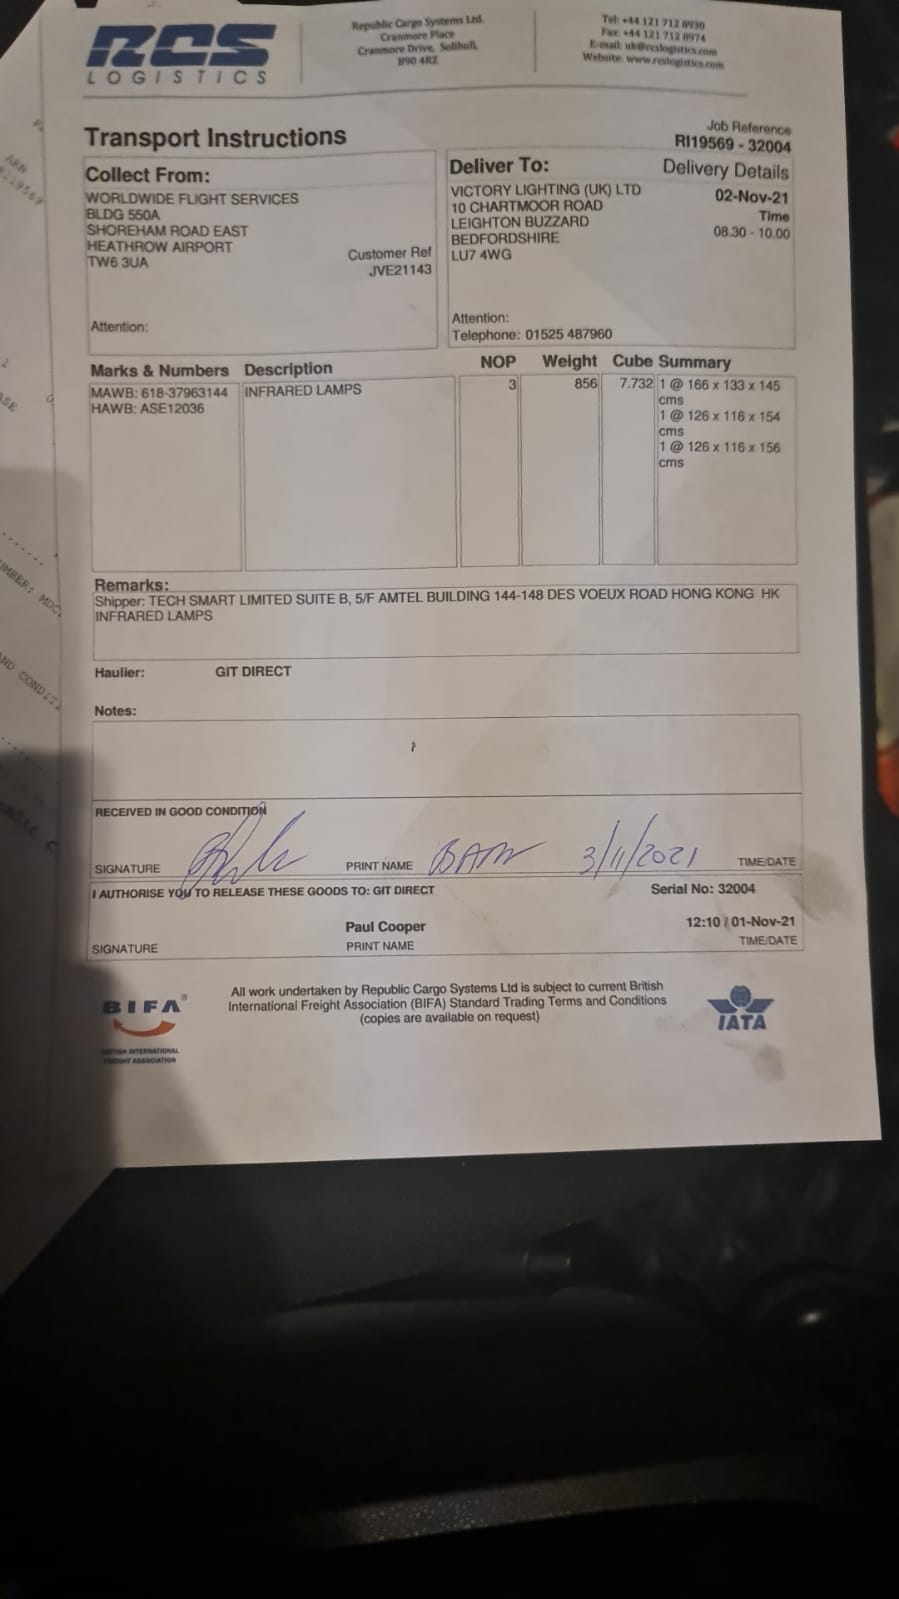 RCS
LOGISTICS
Republic Cargo Systems Ltd.
Cranmore Place
Cranmore Drive, Solihull,
B90 4RZ
Tel: +44 121 712 8930
Fax: +44 121 712 8974
E-mail: uk@rcslogistics.com
Website: www.rcslogistics.com
Transport Instructions
Job Reference
RI19569 - 32004
Collect From:
WORLDWIDE FLIGHT SERVICES
BLDG 550A
SHOREHAM ROAD EAST
HEATHROW AIRPORT
TW6 3UA
Customer Ref
JVE21143
Attention:
Deliver To:
VICTORY LIGHTING (UK) LTD
10 CHARTMOOR ROAD
LEIGHTON BUZZARD
BEDFORDSHIRE
LU7 4WG
Delivery Details
02-Nov-21
Time
08.30 - 10.00
Attention:
Telephone: 01525 487960
Marks & Numbers Description NOP Weight Cube Summary
MAWB: 618-37963144 INFRARED LAMPS 3 856 7.732 1 @ 166 x 133 x 145
HAWB: ASE12036 cms
1 @ 126 x 116 x 154
cms
1 @ 126 x 116 x 156
cms
Remarks:
Shipper: TECH SMART LIMITED SUITE B, 5/F AMTEL BUILDING 144-148 DES VOEUX ROAD HONG KONG HK
INFRARED LAMPS
Haulier: GIT DIRECT
Notes:
RECEIVED IN GOOD CONDITION
SIGNATURE PRINT NAME 3/11/2021 TIME/DATE
I AUTHORISE YOU TO RELEASE THESE GOODS TO: GIT DIRECT Serial No: 32004
Paul Cooper 12:10 / 01-Nov-21
SIGNATURE PRINT NAME TIME/DATE
BIFA®
BRITISH INTERNATIONAL
FREIGHT ASSOCIATION
All work undertaken by Republic Cargo Systems Ltd is subject to current British
International Freight Association (BIFA) Standard Trading Terms and Conditions
(copies are available on request)
IATA